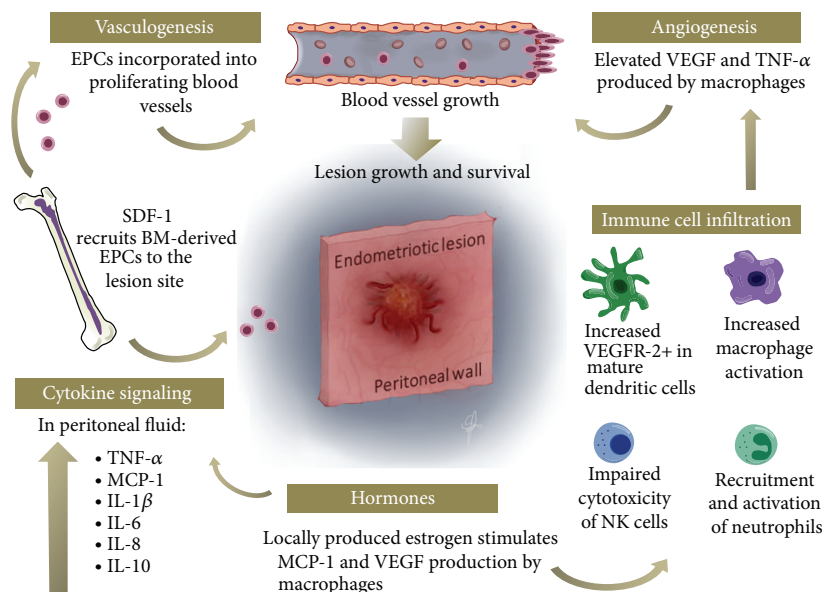 Vasculogenesis
EPCs incorporated into
proliferating blood
vessels
Blood vessel growth
Angiogenesis
Elevated VEGF and TNF-α
produced by macrophages
Lesion growth and survival
SDF-1
recruits BM-derived
EPCs to the
lesion site
Endometriotic lesion
Peritoneal wall
Immune cell infiltration
Increased
VEGFR-2+ in
mature
dendritic cells
Increased
macrophage
activation
Impaired
cytotoxicity
of NK cells
Recruitment
and activation
of neutrophils
Cytokine signaling
In peritoneal fluid:
• TNF-α
• MCP-1
• IL-1β
• IL-6
• IL-8
• IL-10
Hormones
Locally produced estrogen stimulates
MCP-1 and VEGF production by
macrophages